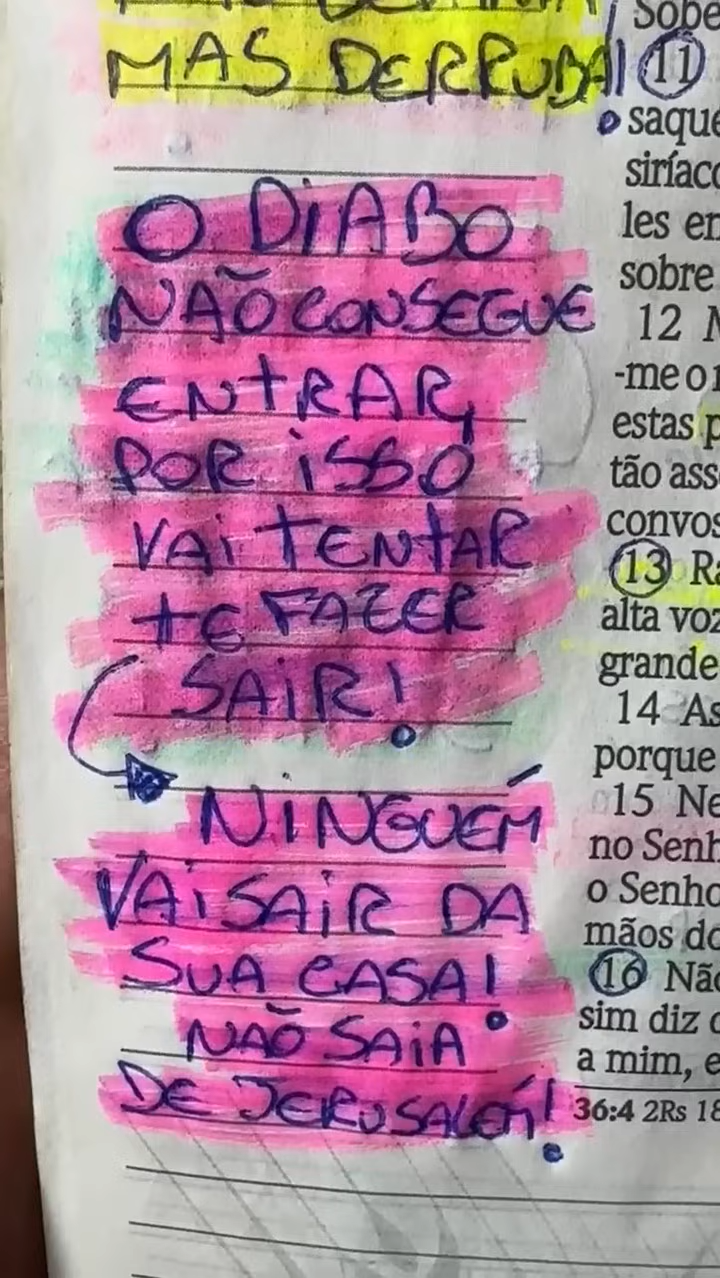 MAS DERRUBA!
O DIABO
NÃO CONSEGUE
ENTRAR,
POR ISSO
VAI TENTAR
TE FAZER
SAIR!
NINGUÉM
VAI SAIR DA
SUA CASA!
NÃO SAIA
DE JERUSALÉM!
Sobe
11
saque
siríac
les en
sobre
12 N
-me o
estas p
tão ass
convos
13 Ra
alta voz
grande
14 As
porque
15 Ne
no Senh
o Senho
mãos do
16 Não
sim diz
a mim, e
36:4 2Rs 18